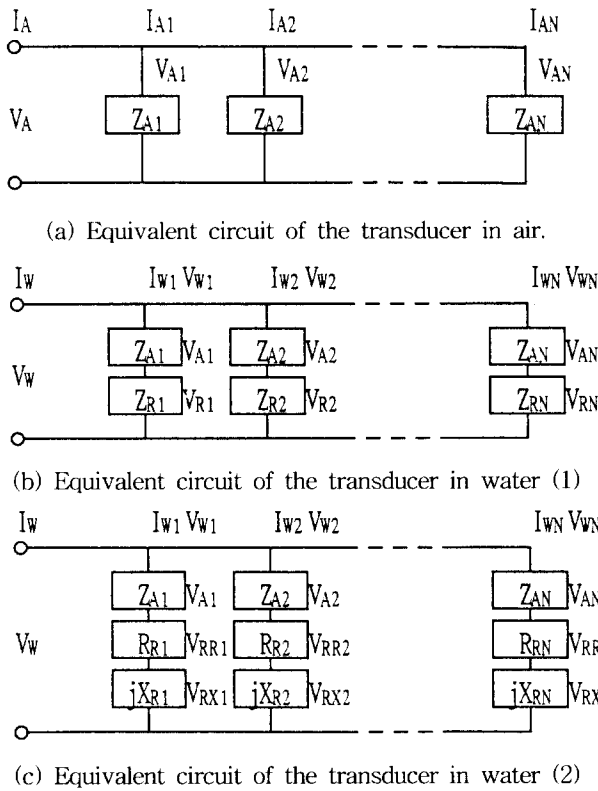 IA IA1 IA2 IAN
VA1 VA2 VAN
VA ZA1 ZA2 ZAN
(a) Equivalent circuit of the transducer in air.
IW IW1 VW1 IW2 VW2 IWN VWN
ZA1 VA1 ZA2 VA2 ZAN VAN
VW
ZR1 VR1 ZR2 VR2 ZRN VRN
(b) Equivalent circuit of the transducer in water (1)
IW IW1 VW1 IW2 VW2 IWN VWN
ZA1 VA1 ZA2 VA2 ZAN VAN
VW RR1 VRR1 RR2 VRR2 RRN VRR
jXR1 VRX1 jXR2 VRX2 jXRN VRX
(c) Equivalent circuit of the transducer in water (2)